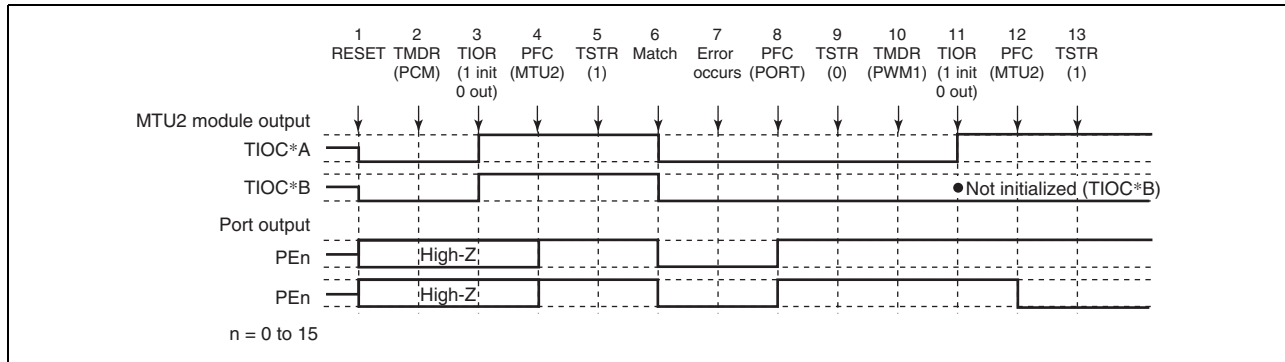 1 2 3 4 5 6 7 8 9 10 11 12 13
RESET TMDR TIOR PFC TSTR Match Error PFC TSTR TMDR TIOR PFC TSTR
(PCM) (1 init (MTU2) (1) occurs (PORT) (0) (PWM1) (1 init (MTU2) (1)
0 out) 0 out)
MTU2 module output
TIOC*A
TIOC*B ●Not initialized (TIOC*B)
Port output
PEn High-Z
PEn High-Z
n = 0 to 15